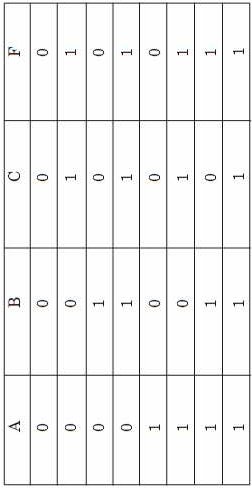 A B C F
0 0 0 0
0 0 1 1
0 1 0 0
0 1 1 1
1 0 0 0
1 0 1 1
1 1 0 1
1 1 1 1